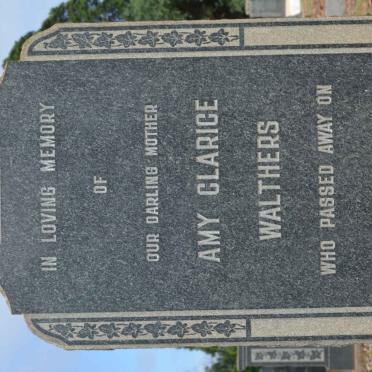 IN LOVING MEMORY
OF
OUR DARLING MOTHER
AMY CLARICE
WALTHERS
WHO PASSED AWAY ON